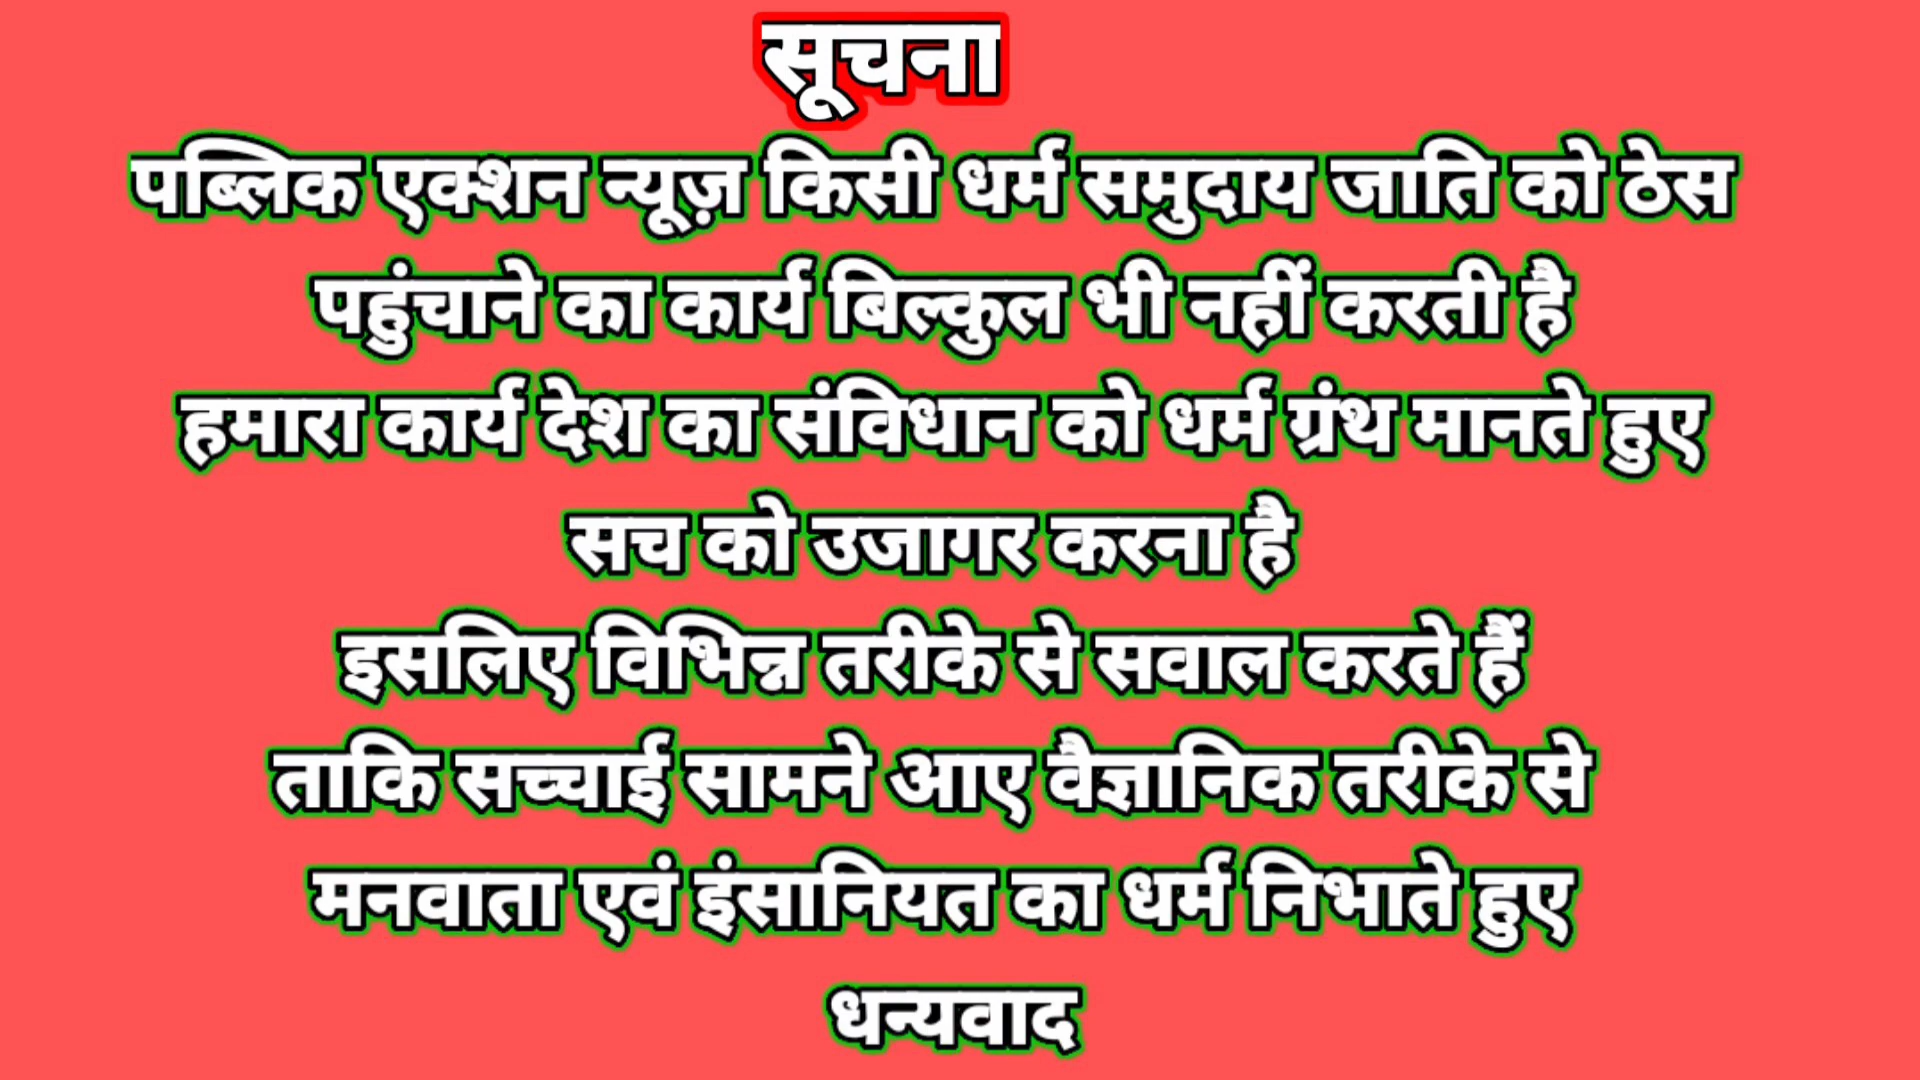 सूचना
पब्लिक एक्शन न्यूज़ किसी धर्म समुदाय जाति को ठेस
पहुंचाने का कार्य बिल्कुल भी नहीं करती है
हमारा कार्य देश का संविधान को धर्म ग्रंथ मानते हुए
सच को उजागर करना है
इसलिए विभिन्न तरीके से सवाल करते हैं
ताकि सच्चाई सामने आए वैज्ञानिक तरीके से
मनवाता एवं इंसानियत का धर्म निभाते हुए
धन्यवाद